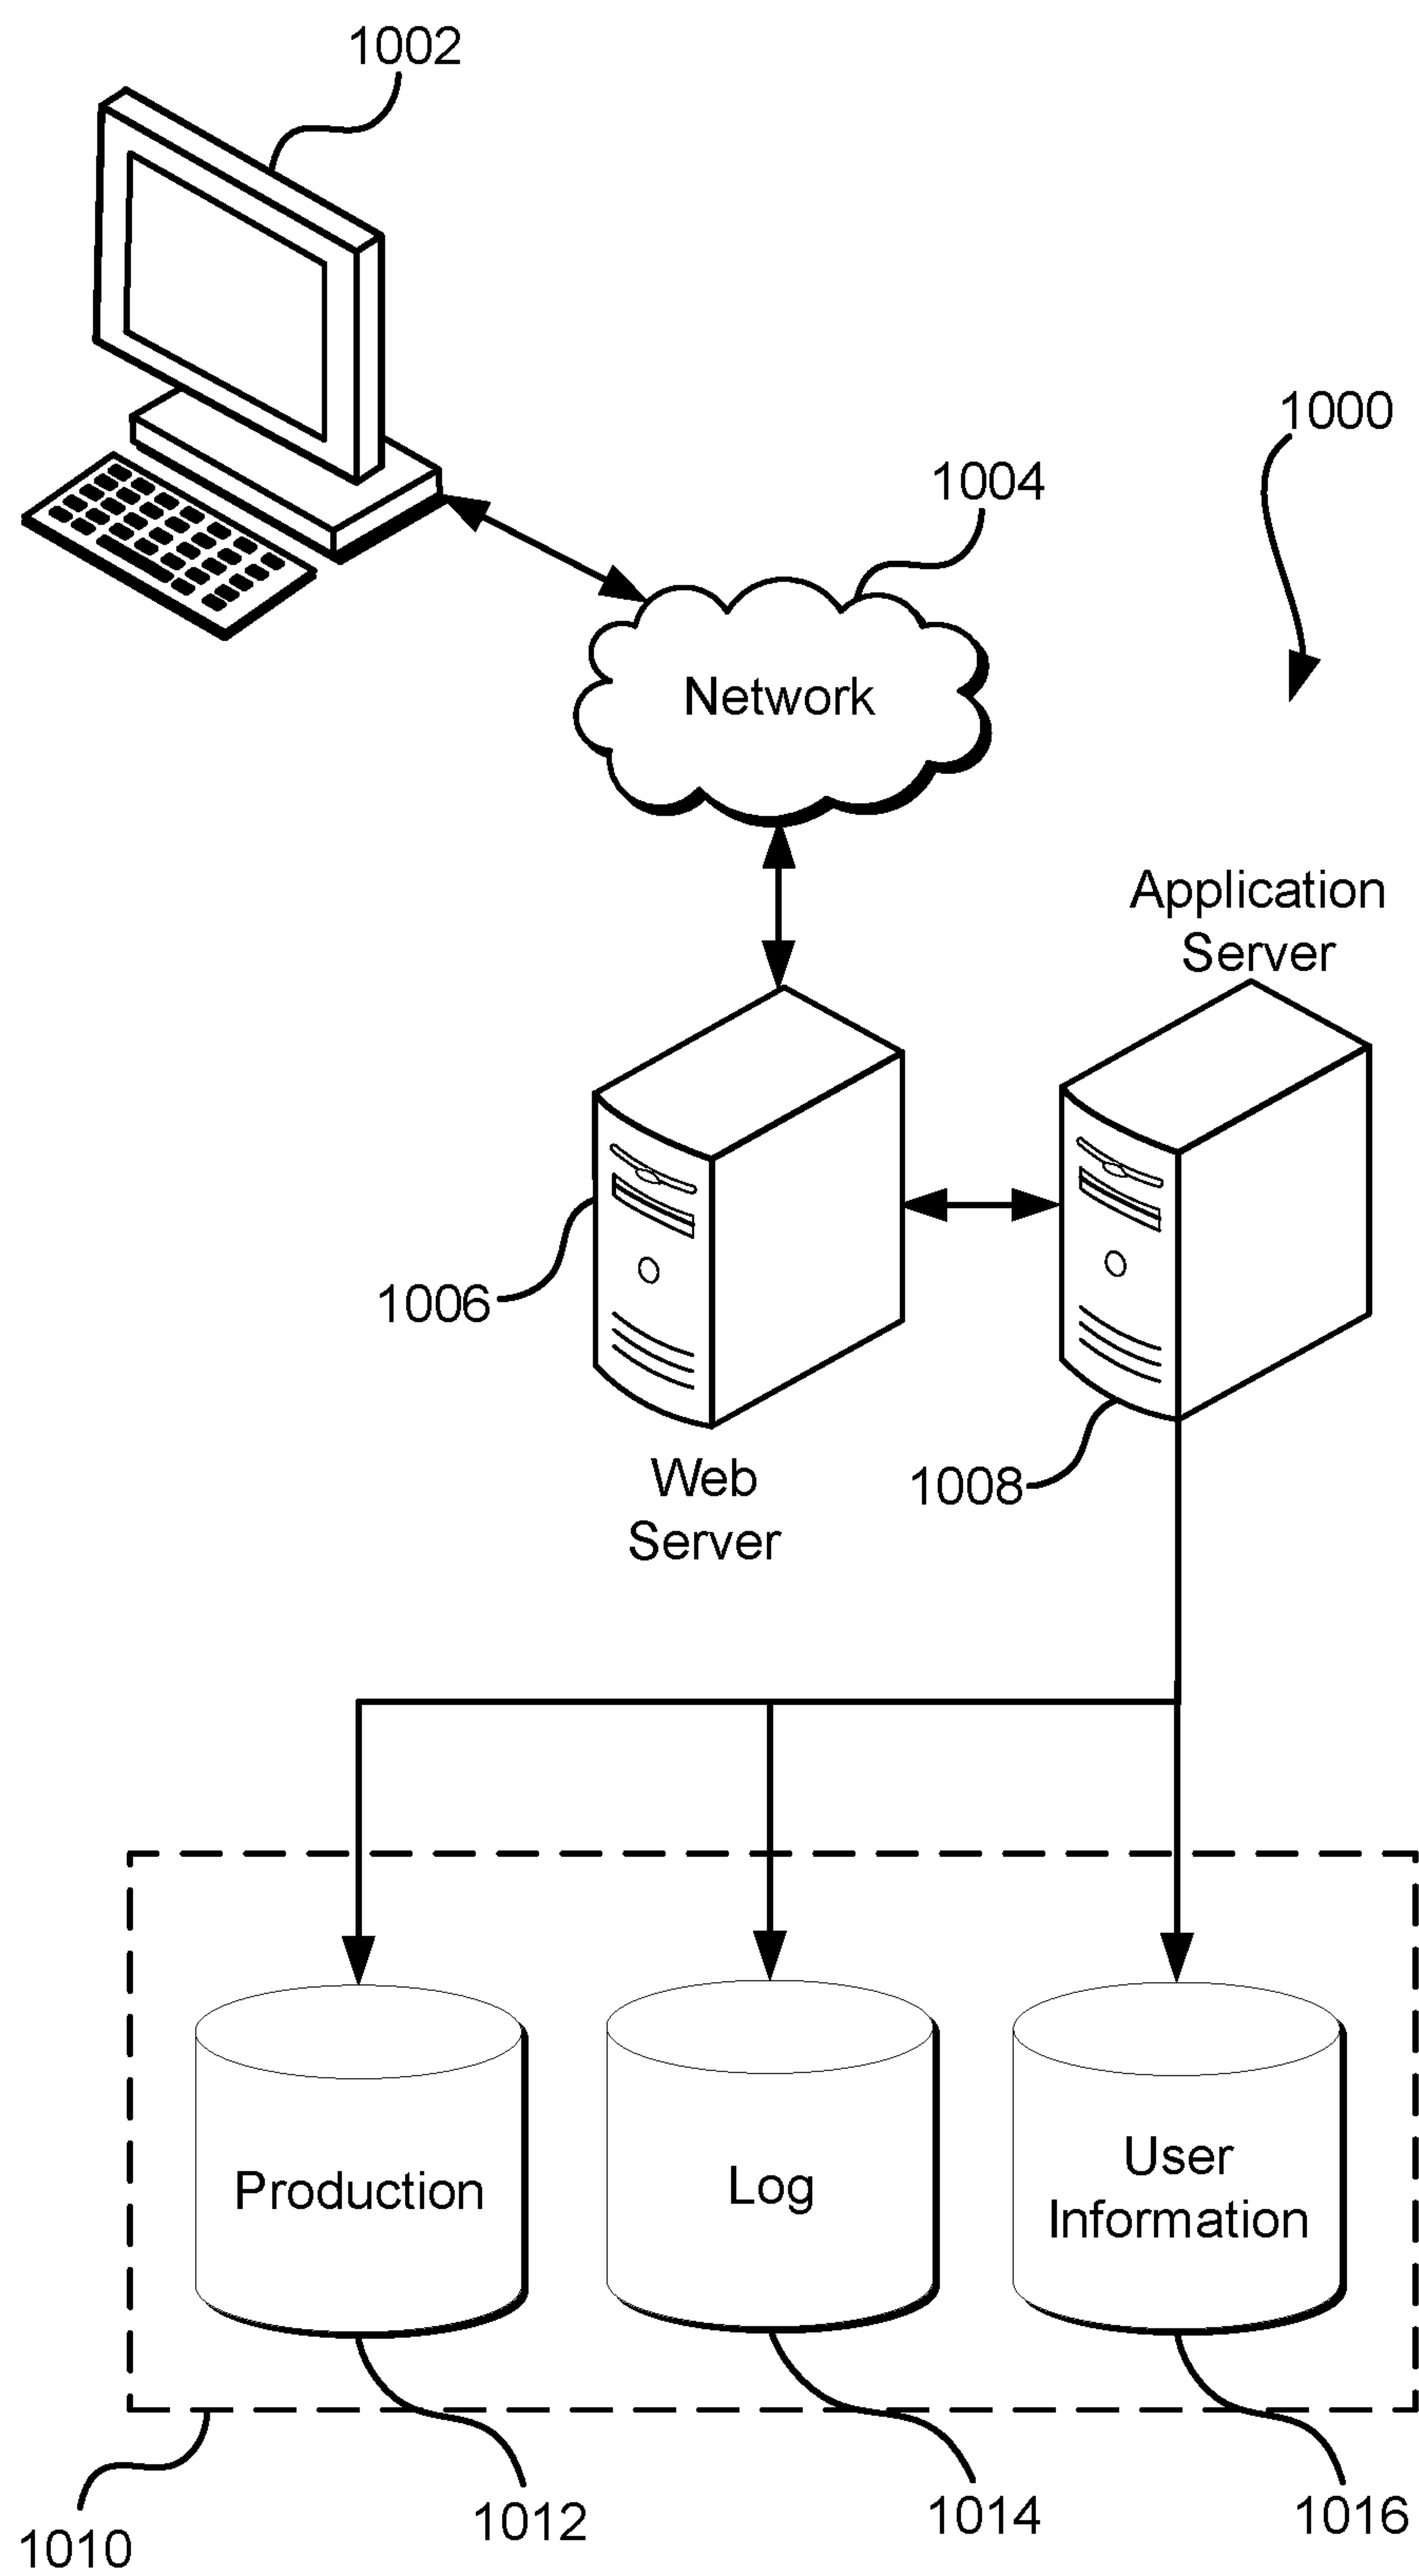 1002
1000
1004
Network
Application
Server
1006
1008
Web
Server
Production
Log
User
Information
1010
1012
1014
1016